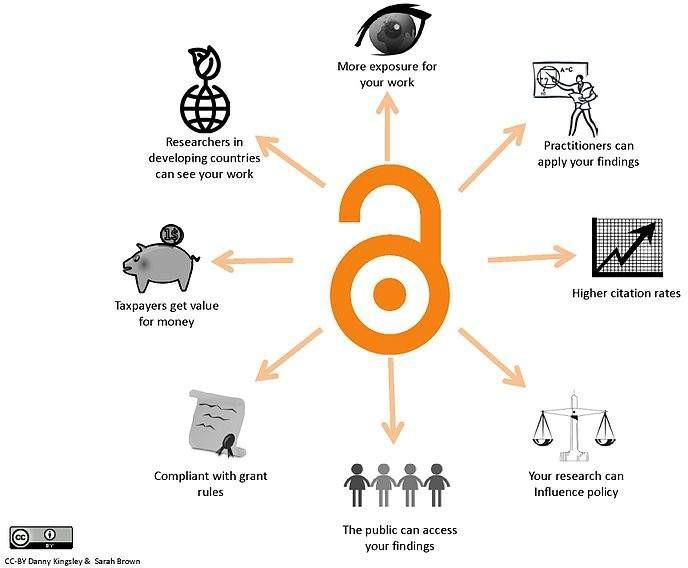 More exposure for
your work
Practitioners can
apply your findings
Higher citation rates
Your research can
Influence policy
The public can access
your findings
Compliant with grant
rules
Taxpayers get value
for money
Researchers in
developing countries
can see your work
cc
BY
CC-BY Danny Kingsley & Sarah Brown